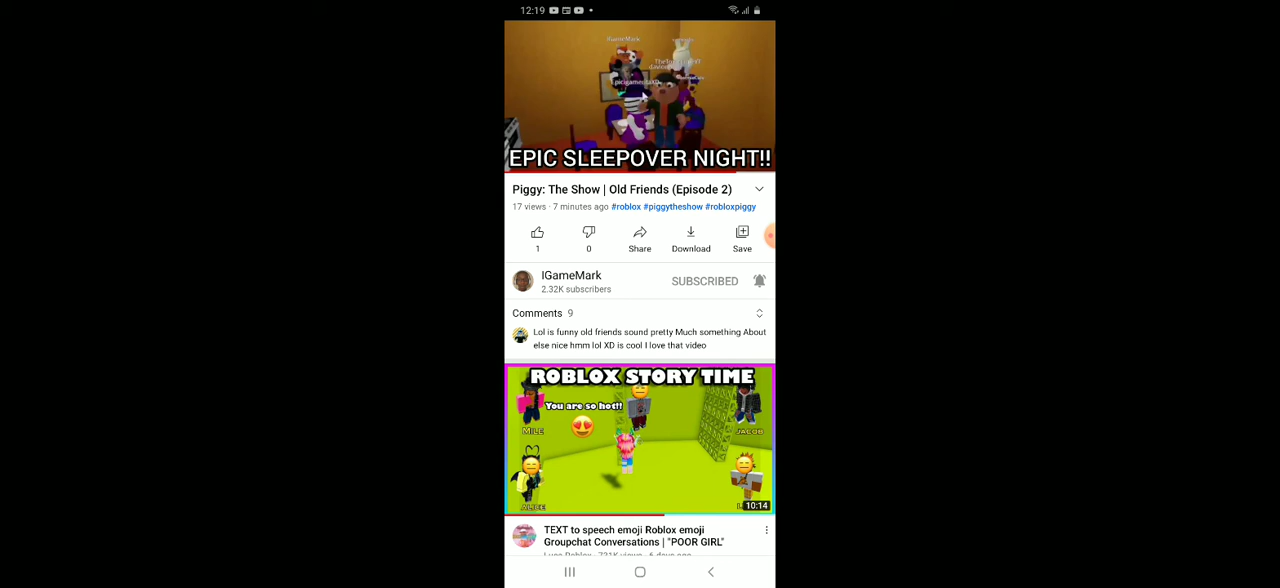 12:19
IGameMark
EPIC SLEEPOVER NIGHT!!
Piggy: The Show | Old Friends (Episode 2)
17 views · 7 minutes ago #roblox #piggytheshow #robloxpiggy
1
0
Share
Download
Save
IGameMark
2.32K subscribers
SUBSCRIBED
Comments 9
Lol is funny old friends sound pretty Much something About
else nice hmm lol XD is cool I love that video
ROBLOX STORY TIME
You are so hot!!
MILE
JACOB
ALICE
10:14
TEXT to speech emoji Roblox emoji
Groupchat Conversations | "POOR GIRL"